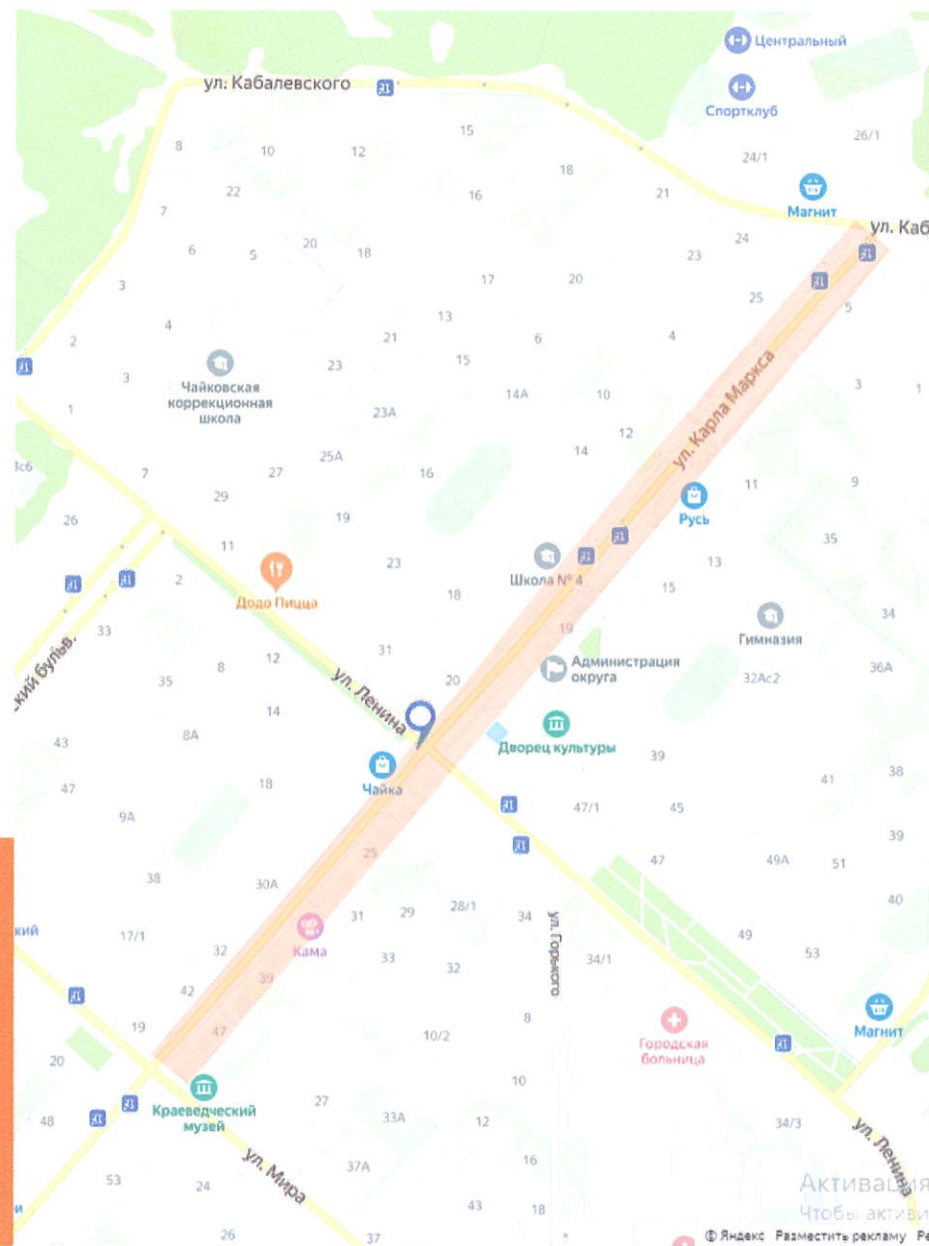 Центральный
ул. Кабалевского
Спортклуб
15
26/1
8
10
12
24/1
18
22
16
21
Магнит
7
ул. Каб
20
24
6
5
18
23
3
17
20
25
5
13
4
21
6
4
2
15
3
23
Чайковская
коррекционная
школа
14А
10
3
1
ул. Карла Маркса
1
23А
12
14
25А
3с6
7
27
16
11
9
29
Русь
26
19
35
11
23
Школа № 4
13
2
Додо Пицца
18
15
34
33
19
Гимназия
31
12
8
Администрация
округа
36А
ский бульв.
35
20
32Ас2
ул. Ленина
14
43
8А
Дворец культуры
39
38
47
18
Чайка
41
9А
47/1
45
39
25
47
49А
51
38
30А
40
кий
17/1
31
29
28/1
34
ул. Горького
49
32
Кама
33
32
34/1
53
42
39
19
47
8
Магнит
20
10/2
Городская
больница
48
Краеведческий
музей
27
33А
12
10
34/3
ул. Ленина
ул. Мира
53
24
37А
16
Активация
и
43
18
Чтобы активи
26
37
© Яндекс Разместить рекламу Ре